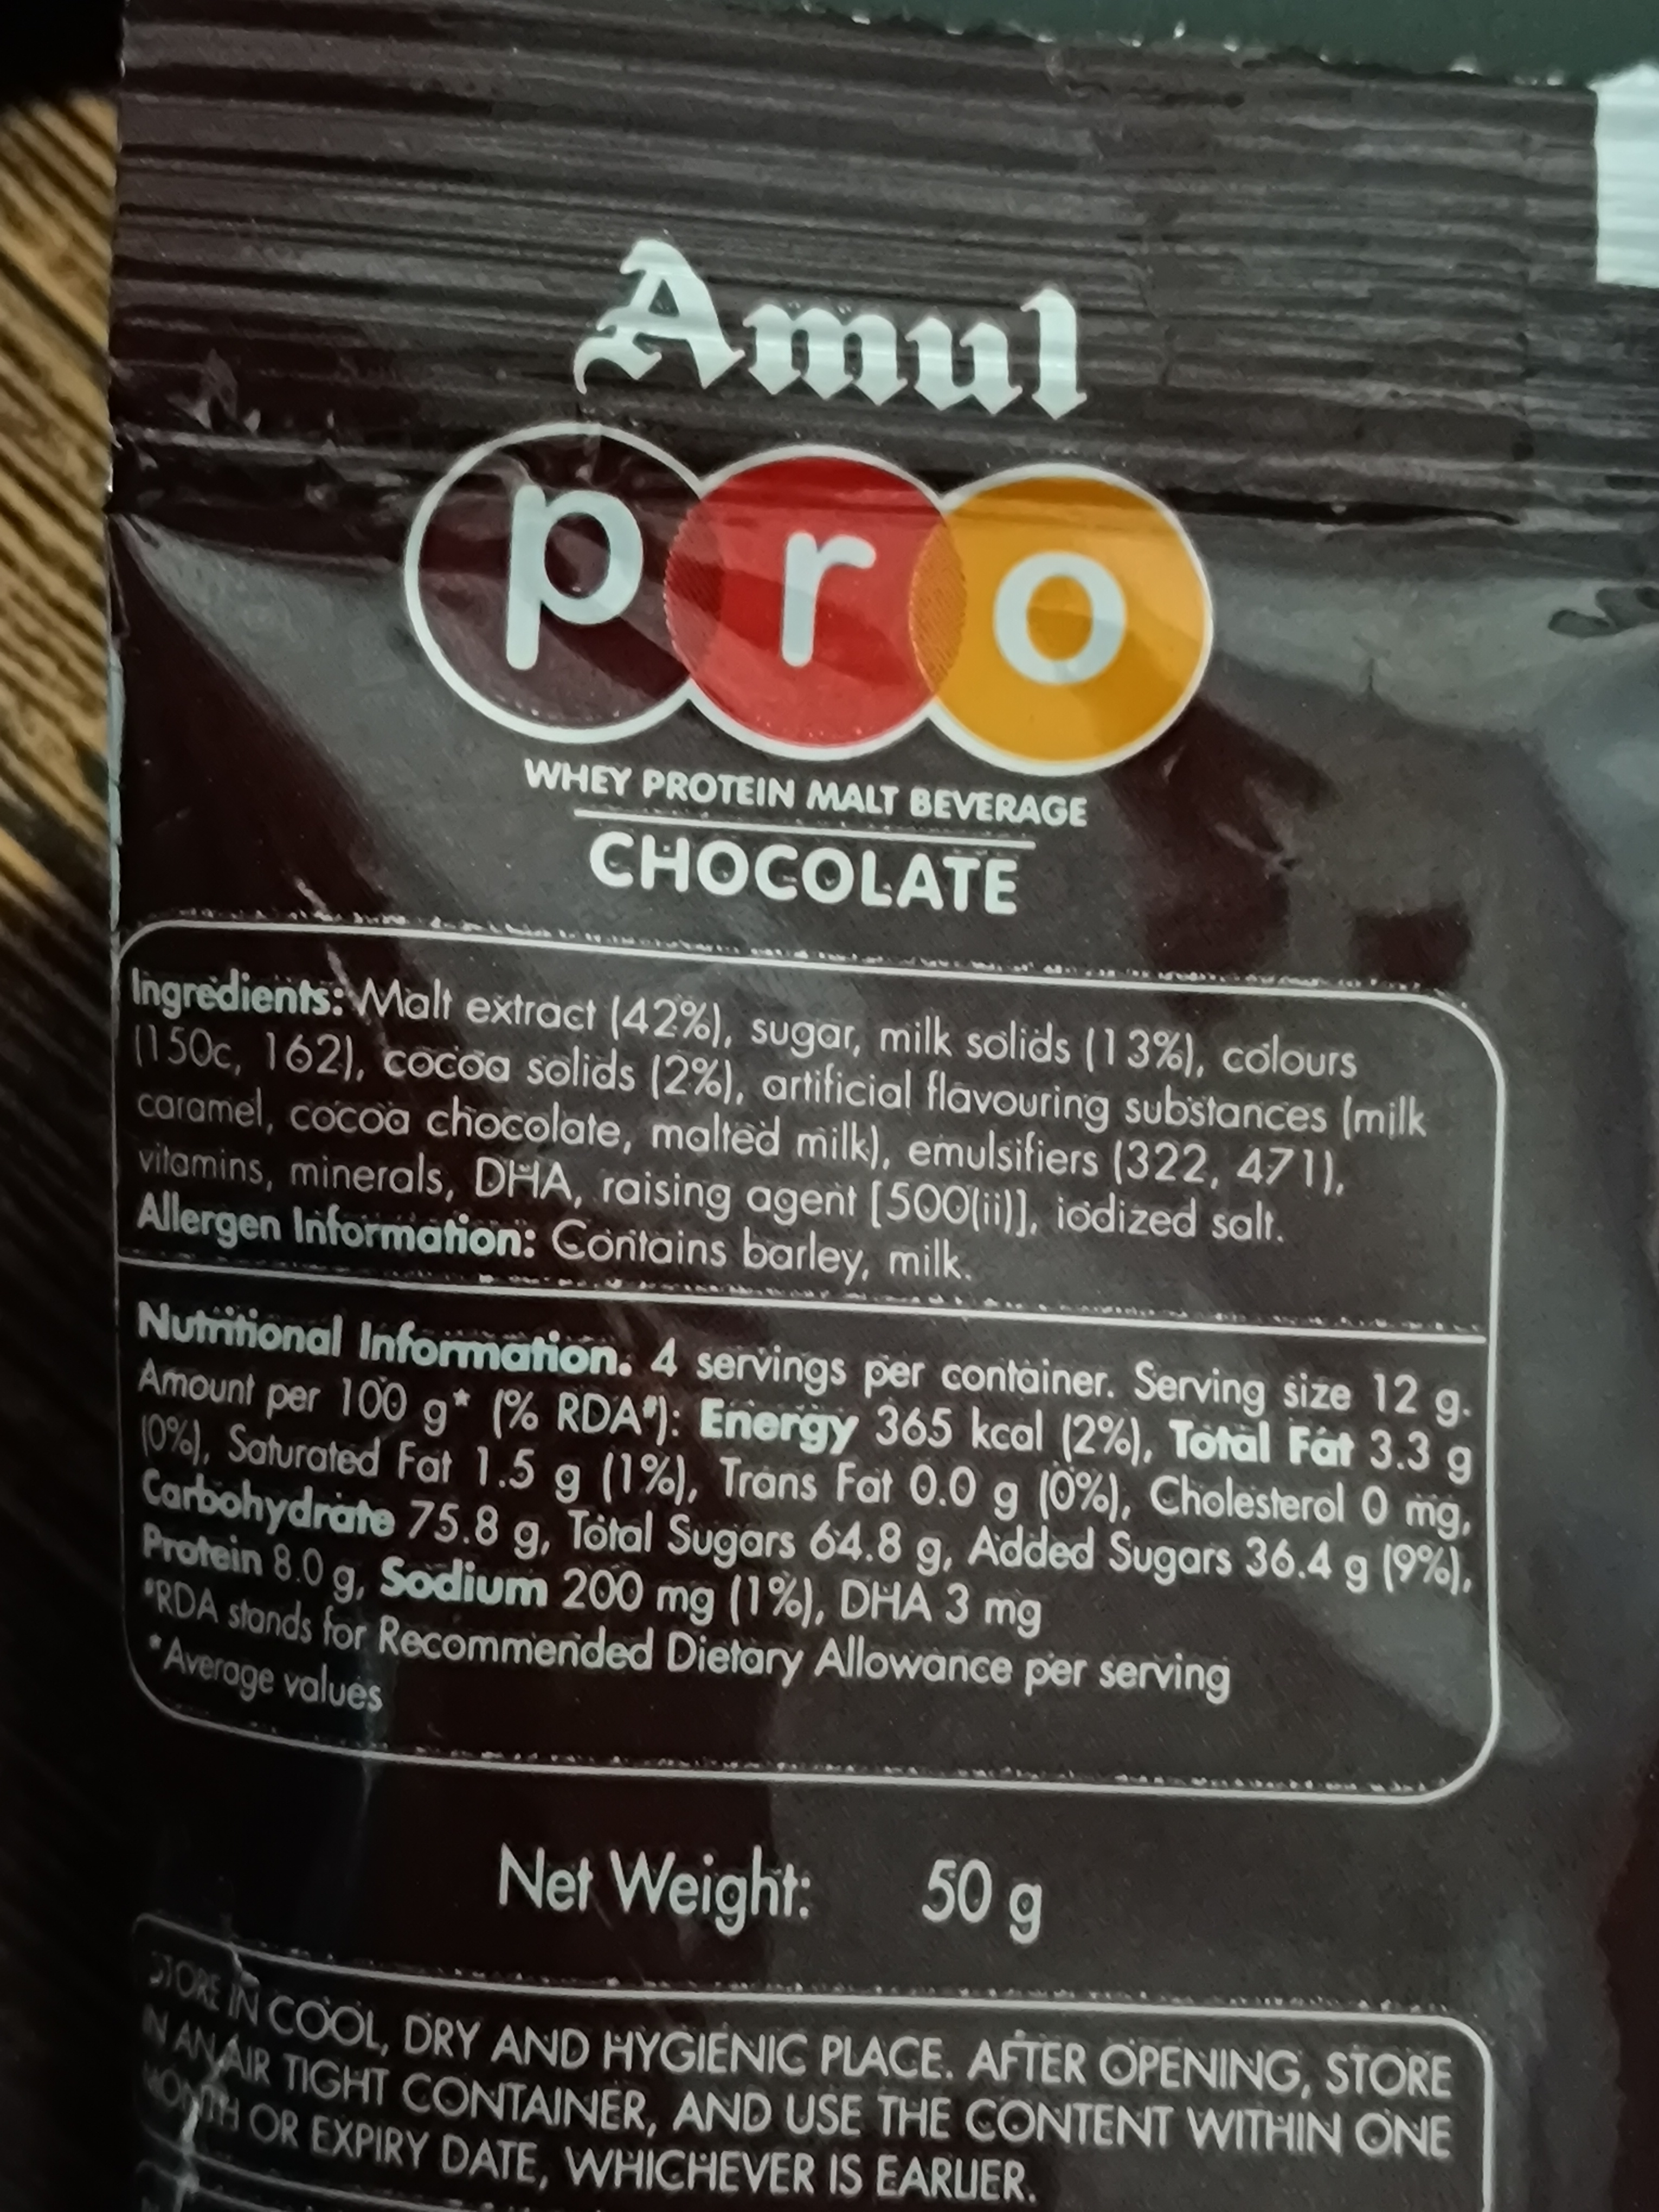 Amul
pro
WHEY PROTEIN MALT BEVERAGE
CHOCOLATE
Ingredients: Malt extract (42%), sugar, milk solids (13%), colours
(150c, 162), cocoa solids (2%), artificial flavouring substances (milk
caramel, cocoa chocolate, malted milk), emulsifiers (322, 471),
vitamins, minerals, DHA, raising agent [500(ii)], iodized salt.
Allergen Information: Contains barley, milk.
Nutritional Information. 4 servings per container. Serving size 12 g.
Amount per 100 g* (% RDA#): Energy 365 kcal (2%), Total Fat 3.3 g
(0%), Saturated Fat 1.5 g (1%), Trans Fat 0.0 g (0%), Cholesterol 0 mg,
Carbohydrate 75.8 g, Total Sugars 64.8 g, Added Sugars 36.4 g (9%),
Protein 8.0 g, Sodium 200 mg (1%), DHA 3 mg
#RDA stands for Recommended Dietary Allowance per serving
*Average values
Net Weight: 50 g
STORE IN COOL, DRY AND HYGIENIC PLACE. AFTER OPENING, STORE
IN AN AIR TIGHT CONTAINER, AND USE THE CONTENT WITHIN ONE
MONTH OR EXPIRY DATE, WHICHEVER IS EARLIER.